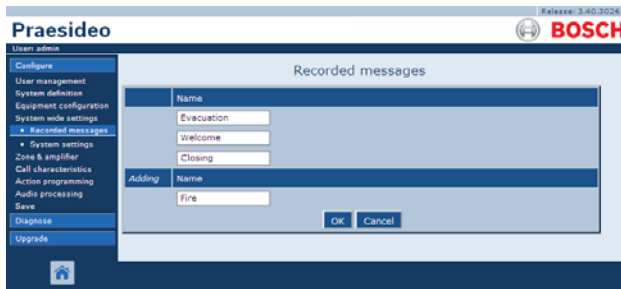 Release: 3.40.3026
Praesideo
BOSCH
User: admin
Configure
User management
System definition
Equipment configuration
System wide settings
• Recorded messages
• System settings
Zone & amplifier
Call characteristics
Action programming
Audio processing
Save
Diagnose
Upgrade
Recorded messages
Name
Evacuation
Welcome
Closing
Adding Name
Fire
OK Cancel